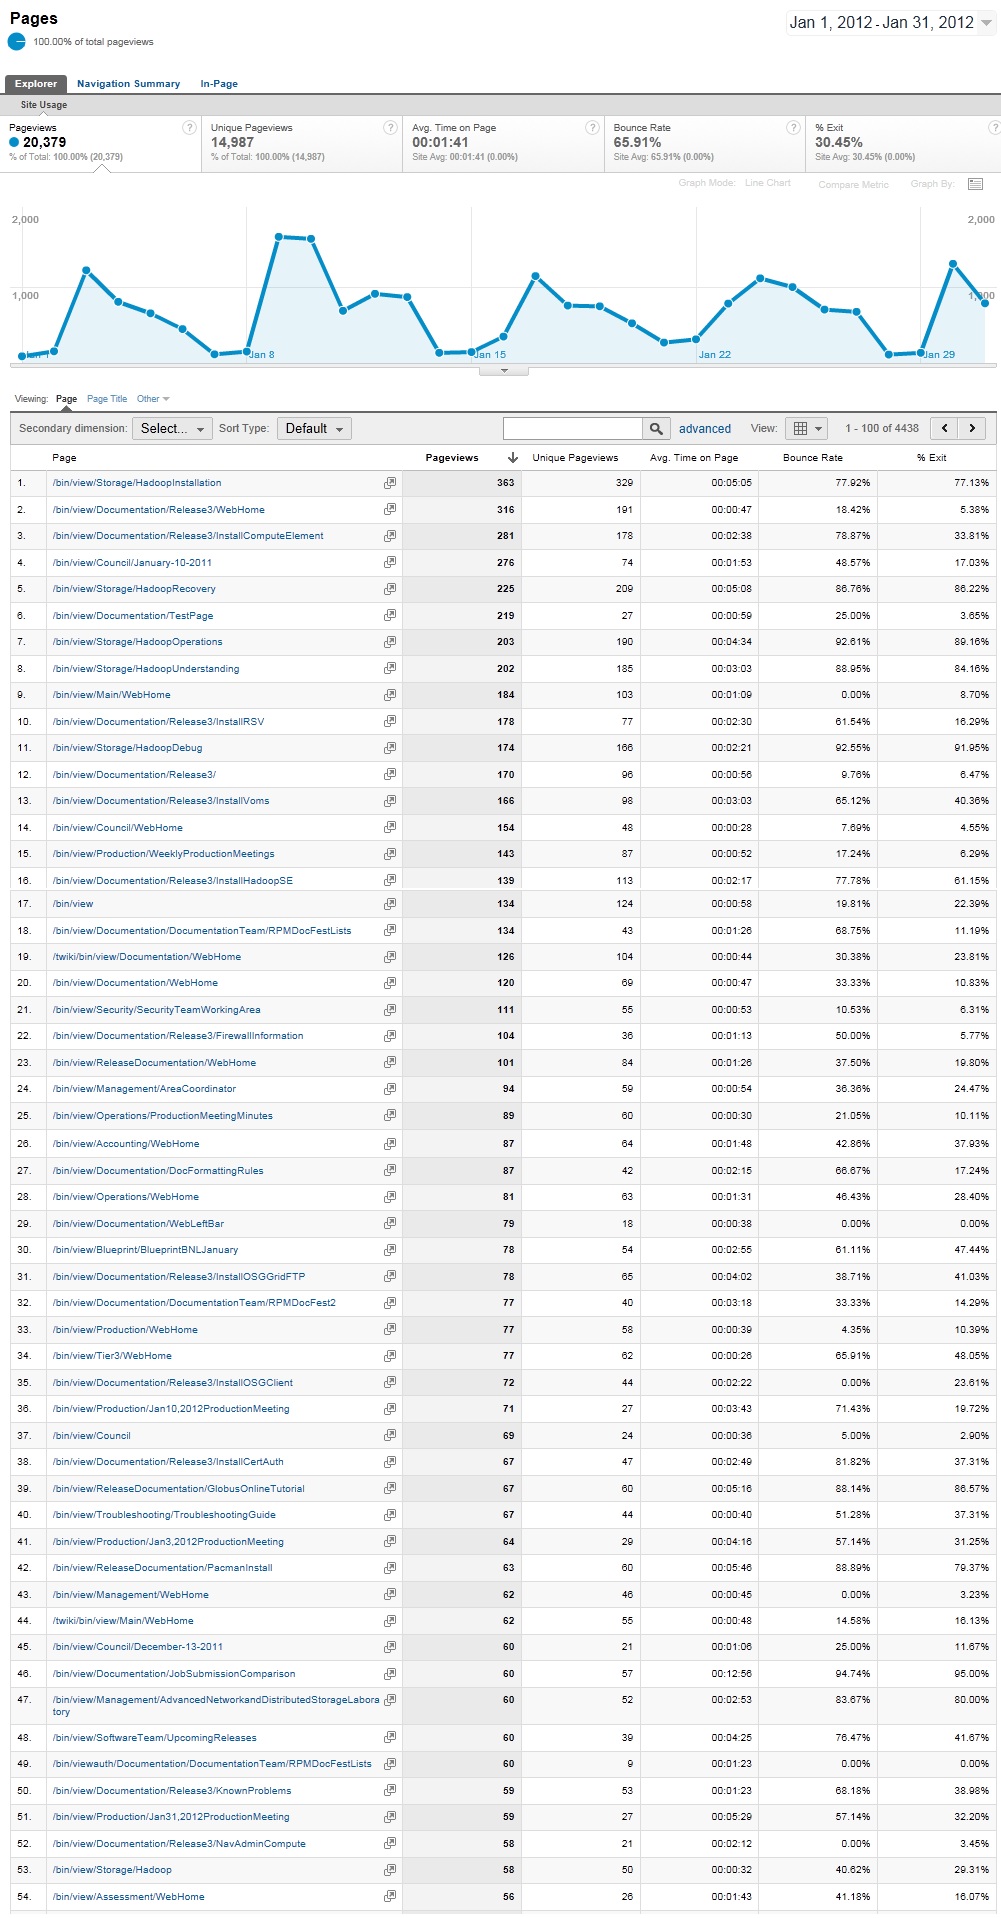 Pages
Jan 1, 2012 - Jan 31, 2012
100.00% of total pageviews
Explorer Navigation Summary In-Page
Site Usage
Pageviews ? Unique Pageviews ? Avg. Time on Page ? Bounce Rate ? % Exit ?
20,379 14,987 00:01:41 65.91% 30.45%
% of Total: 100.00% (20,379) % of Total: 100.00% (14,987) Site Avg: 00:01:41 (0.00%) Site Avg: 65.91% (0.00%) Site Avg: 30.45% (0.00%)
Graph Mode: Line Chart Compare Metric Graph By:
2,000 2,000
1,000 1,000
Jan 1 Jan 8 Jan 15 Jan 22 Jan 29
Viewing: Page Page Title Other
Secondary dimension: Select... Sort Type: Default advanced View: 1 - 100 of 4438
Page Pageviews Unique Pageviews Avg. Time on Page Bounce Rate % Exit
1. /bin/view/Storage/HadoopInstallation 363 329 00:05:05 77.92% 77.13%
2. /bin/view/Documentation/Release3/WebHome 316 191 00:00:47 18.42% 5.38%
3. /bin/view/Documentation/Release3/InstallComputeElement 281 178 00:02:38 78.87% 33.81%
4. /bin/view/Council/January-10-2011 276 74 00:01:53 48.57% 17.03%
5. /bin/view/Storage/HadoopRecovery 225 209 00:05:08 86.76% 86.22%
6. /bin/view/Documentation/TestPage 219 27 00:00:59 25.00% 3.65%
7. /bin/view/Storage/HadoopOperations 203 190 00:04:34 92.61% 89.16%
8. /bin/view/Storage/HadoopUnderstanding 202 185 00:03:03 88.95% 84.16%
9. /bin/view/Main/WebHome 184 103 00:01:09 0.00% 8.70%
10. /bin/view/Documentation/Release3/InstallRSV 178 77 00:02:30 61.54% 16.29%
11. /bin/view/Storage/HadoopDebug 174 166 00:02:21 92.55% 91.95%
12. /bin/view/Documentation/Release3/ 170 96 00:00:56 9.76% 6.47%
13. /bin/view/Documentation/Release3/InstallVoms 166 98 00:03:03 65.12% 40.36%
14. /bin/view/Council/WebHome 154 48 00:00:28 7.69% 4.55%
15. /bin/view/Production/WeeklyProductionMeetings 143 87 00:00:52 17.24% 6.29%
16. /bin/view/Documentation/Release3/InstallHadoopSE 139 113 00:02:17 77.78% 61.15%
17. /bin/view 134 124 00:00:58 19.81% 22.39%
18. /bin/view/Documentation/DocumentationTeam/RPMDocFestLists 134 43 00:01:26 68.75% 11.19%
19. /twiki/bin/view/Documentation/WebHome 126 104 00:00:44 30.38% 23.81%
20. /bin/view/Documentation/WebHome 120 69 00:00:47 33.33% 10.83%
21. /bin/view/Security/SecurityTeamWorkingArea 111 55 00:00:53 10.53% 6.31%
22. /bin/view/Documentation/Release3/FirewallInformation 104 36 00:01:13 50.00% 5.77%
23. /bin/view/ReleaseDocumentation/WebHome 101 84 00:01:26 37.50% 19.80%
24. /bin/view/Management/AreaCoordinator 94 59 00:00:54 36.36% 24.47%
25. /bin/view/Operations/ProductionMeetingMinutes 89 60 00:00:30 21.05% 10.11%
26. /bin/view/Accounting/WebHome 87 64 00:01:48 42.86% 37.93%
27. /bin/view/Documentation/DocFormattingRules 87 42 00:02:15 66.67% 17.24%
28. /bin/view/Operations/WebHome 81 63 00:01:31 46.43% 28.40%
29. /bin/view/Documentation/WebLeftBar 79 18 00:00:38 0.00% 0.00%
30. /bin/view/Blueprint/BlueprintBNLJanuary 78 54 00:02:55 61.11% 47.44%
31. /bin/view/Documentation/Release3/InstallOSGGridFTP 78 65 00:04:02 38.71% 41.03%
32. /bin/view/Documentation/DocumentationTeam/RPMDocFest2 77 40 00:03:18 33.33% 14.29%
33. /bin/view/Production/WebHome 77 58 00:00:39 4.35% 10.39%
34. /bin/view/Tier3/WebHome 77 62 00:00:26 65.91% 48.05%
35. /bin/view/Documentation/Release3/InstallOSGClient 72 44 00:02:22 0.00% 23.61%
36. /bin/view/Production/Jan10,2012ProductionMeeting 71 27 00:03:43 71.43% 19.72%
37. /bin/view/Council 69 24 00:00:36 5.00% 2.90%
38. /bin/view/Documentation/Release3/InstallCertAuth 67 47 00:02:49 81.82% 37.31%
39. /bin/view/ReleaseDocumentation/GlobusOnlineTutorial 67 60 00:05:16 88.14% 86.57%
40. /bin/view/Troubleshooting/TroubleshootingGuide 67 44 00:00:40 51.28% 37.31%
41. /bin/view/Production/Jan3,2012ProductionMeeting 64 29 00:04:16 57.14% 31.25%
42. /bin/view/ReleaseDocumentation/PacmanInstall 63 60 00:05:46 88.89% 79.37%
43. /bin/view/Management/WebHome 62 46 00:00:45 0.00% 3.23%
44. /twiki/bin/view/Main/WebHome 62 55 00:00:48 14.58% 16.13%
45. /bin/view/Council/December-13-2011 60 21 00:01:06 25.00% 11.67%
46. /bin/view/Documentation/JobSubmissionComparison 60 57 00:12:56 94.74% 95.00%
47. /bin/view/Management/AdvancedNetworkandDistributedStorageLabora 60 52 00:02:53 83.67% 80.00%
tory
48. /bin/view/SoftwareTeam/UpcomingReleases 60 39 00:04:25 76.47% 41.67%
49. /bin/viewauth/Documentation/DocumentationTeam/RPMDocFestLists 60 9 00:01:23 0.00% 0.00%
50. /bin/view/Documentation/Release3/KnownProblems 59 53 00:01:23 68.18% 38.98%
51. /bin/view/Production/Jan31,2012ProductionMeeting 59 27 00:05:29 57.14% 32.20%
52. /bin/view/Documentation/Release3/NavAdminCompute 58 21 00:02:12 0.00% 3.45%
53. /bin/view/Storage/Hadoop 58 50 00:00:32 40.62% 29.31%
54. /bin/view/Assessment/WebHome 56 26 00:01:43 41.18% 16.07%